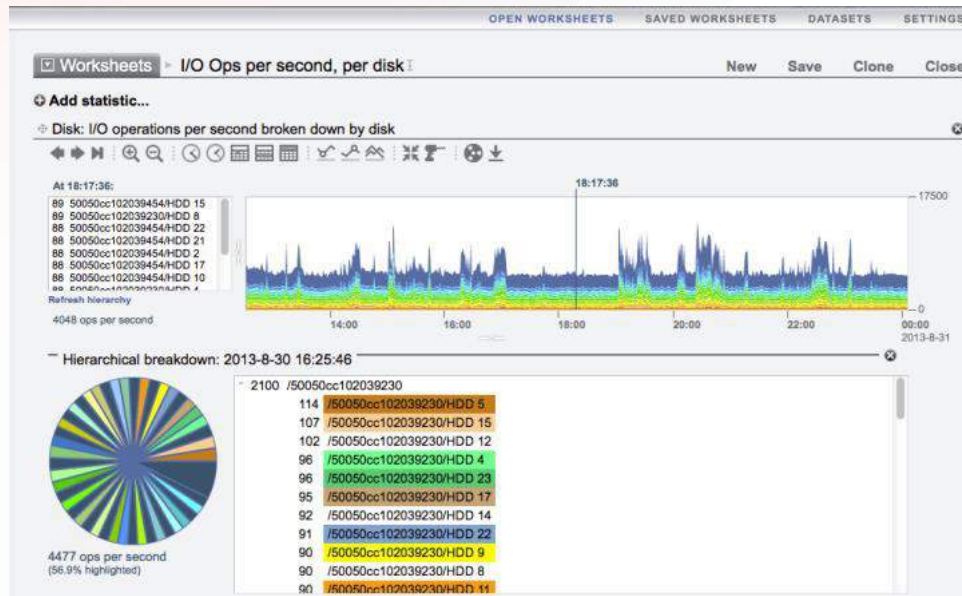 OPEN WORKSHEETS SAVED WORKSHEETS DATASETS SETTINGS
Worksheets I/O Ops per second, per disk
New Save Clone Close
Add statistic...
Disk: I/O operations per second broken down by disk
At 18:17:36:
18:17:36
17500
89 50050cc102039454/HDD 15
89 50050cc102039230/HDD 8
88 50050cc102039454/HDD 22
88 50050cc102039454/HDD 21
88 50050cc102039454/HDD 2
88 50050cc102039454/HDD 17
88 50050cc102039454/HDD 10
Refresh hierarchy
4048 ops per second
0
14:00 16:00 18:00 20:00 22:00 00:00
2013-8-31
Hierarchical breakdown: 2013-8-30 16:25:46
2100 /50050cc102039230
114 /50050cc102039230/HDD 5
107 /50050cc102039230/HDD 15
102 /50050cc102039230/HDD 12
96 /50050cc102039230/HDD 4
96 /50050cc102039230/HDD 23
95 /50050cc102039230/HDD 17
92 /50050cc102039230/HDD 14
91 /50050cc102039230/HDD 22
90 /50050cc102039230/HDD 9
90 /50050cc102039230/HDD 8
90 /50050cc102039230/HDD 11
4477 ops per second
(56.9% highlighted)